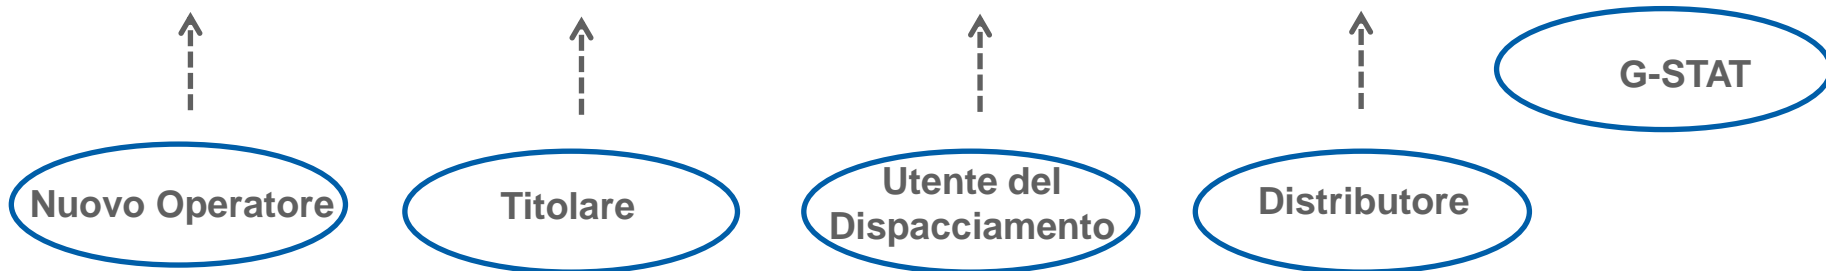 G-STAT
Nuovo Operatore
Titolare
Utente del
Dispacciamento
Distributore